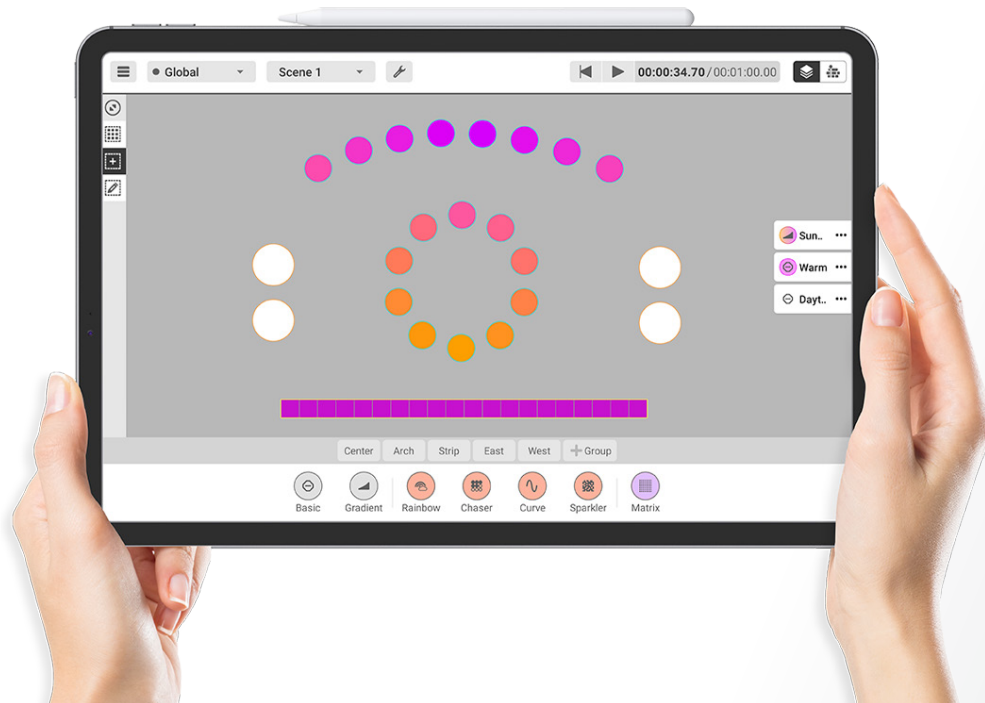 Global
Scene 1
00:00:34.70/00:01:00.00
Sun..
Warm
Dayt..
Center Arch Strip East West Group
Basic Gradient Rainbow Chaser Curve Sparkler Matrix